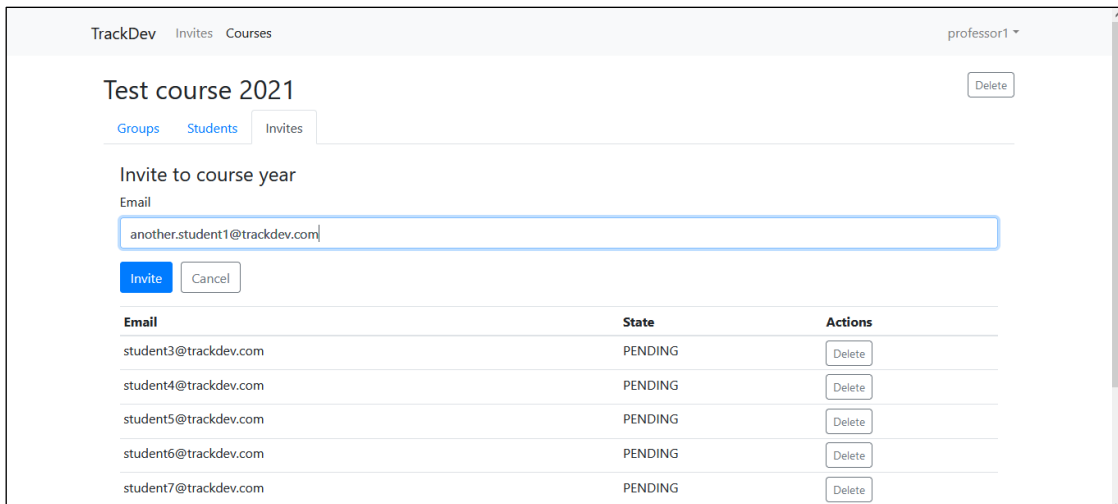 TrackDev Invites Courses professor1
Test course 2021 Delete
Groups Students Invites
Invite to course year
Email
another.student1@trackdev.com
Invite Cancel
Email State Actions
student3@trackdev.com PENDING Delete
student4@trackdev.com PENDING Delete
student5@trackdev.com PENDING Delete
student6@trackdev.com PENDING Delete
student7@trackdev.com PENDING Delete